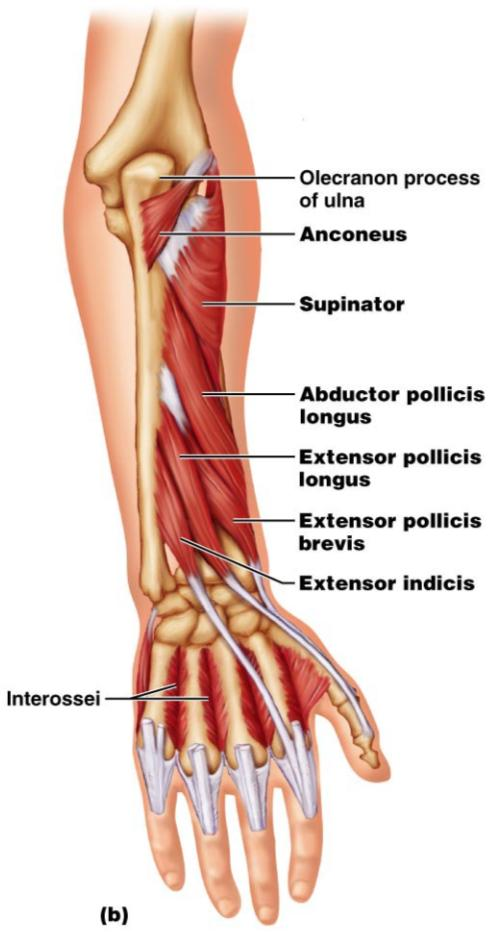 Olecranon process
of ulna
Anconeus
Supinator
Abductor pollicis
longus
Extensor pollicis
longus
Extensor pollicis
brevis
Extensor indicis
Interossei
(b)